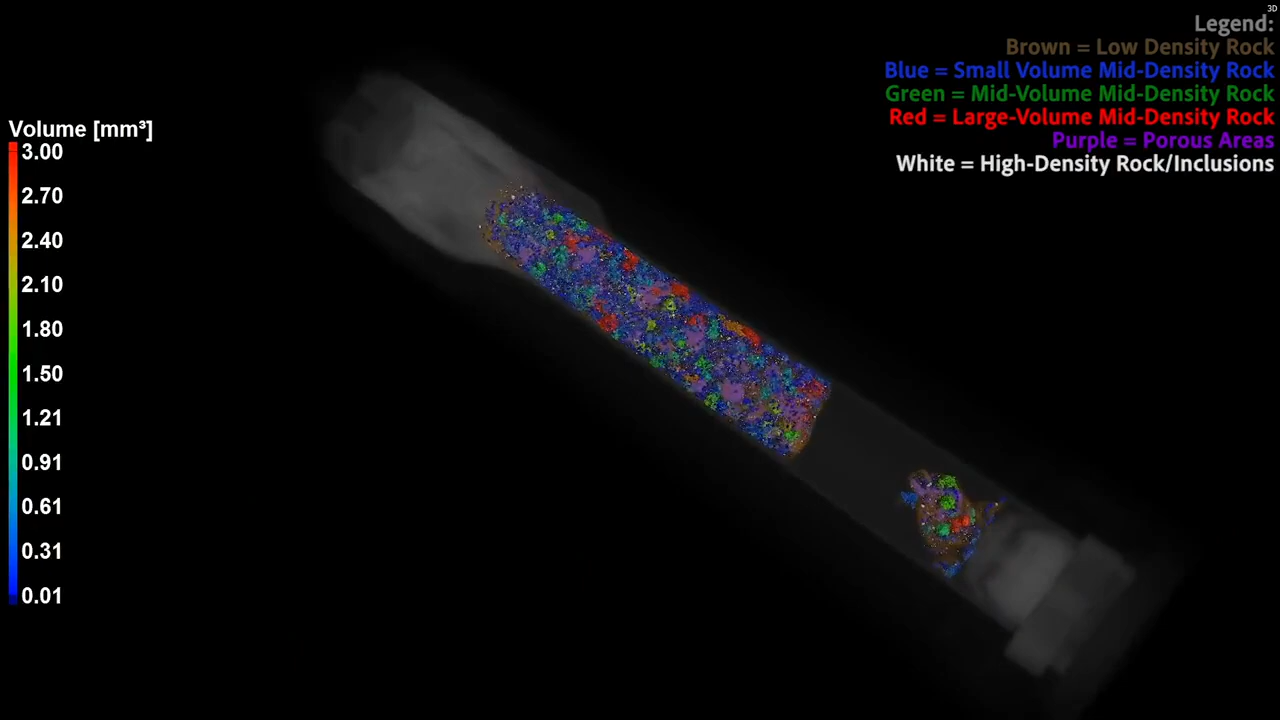 3D
Legend:
Brown = Low Density Rock
Blue = Small Volume Mid-Density Rock
Green = Mid-Volume Mid-Density Rock
Red = Large-Volume Mid-Density Rock
Purple = Porous Areas
White = High-Density Rock/Inclusions
Volume [mm³]
3.00
2.70
2.40
2.10
1.80
1.50
1.21
0.91
0.61
0.31
0.01